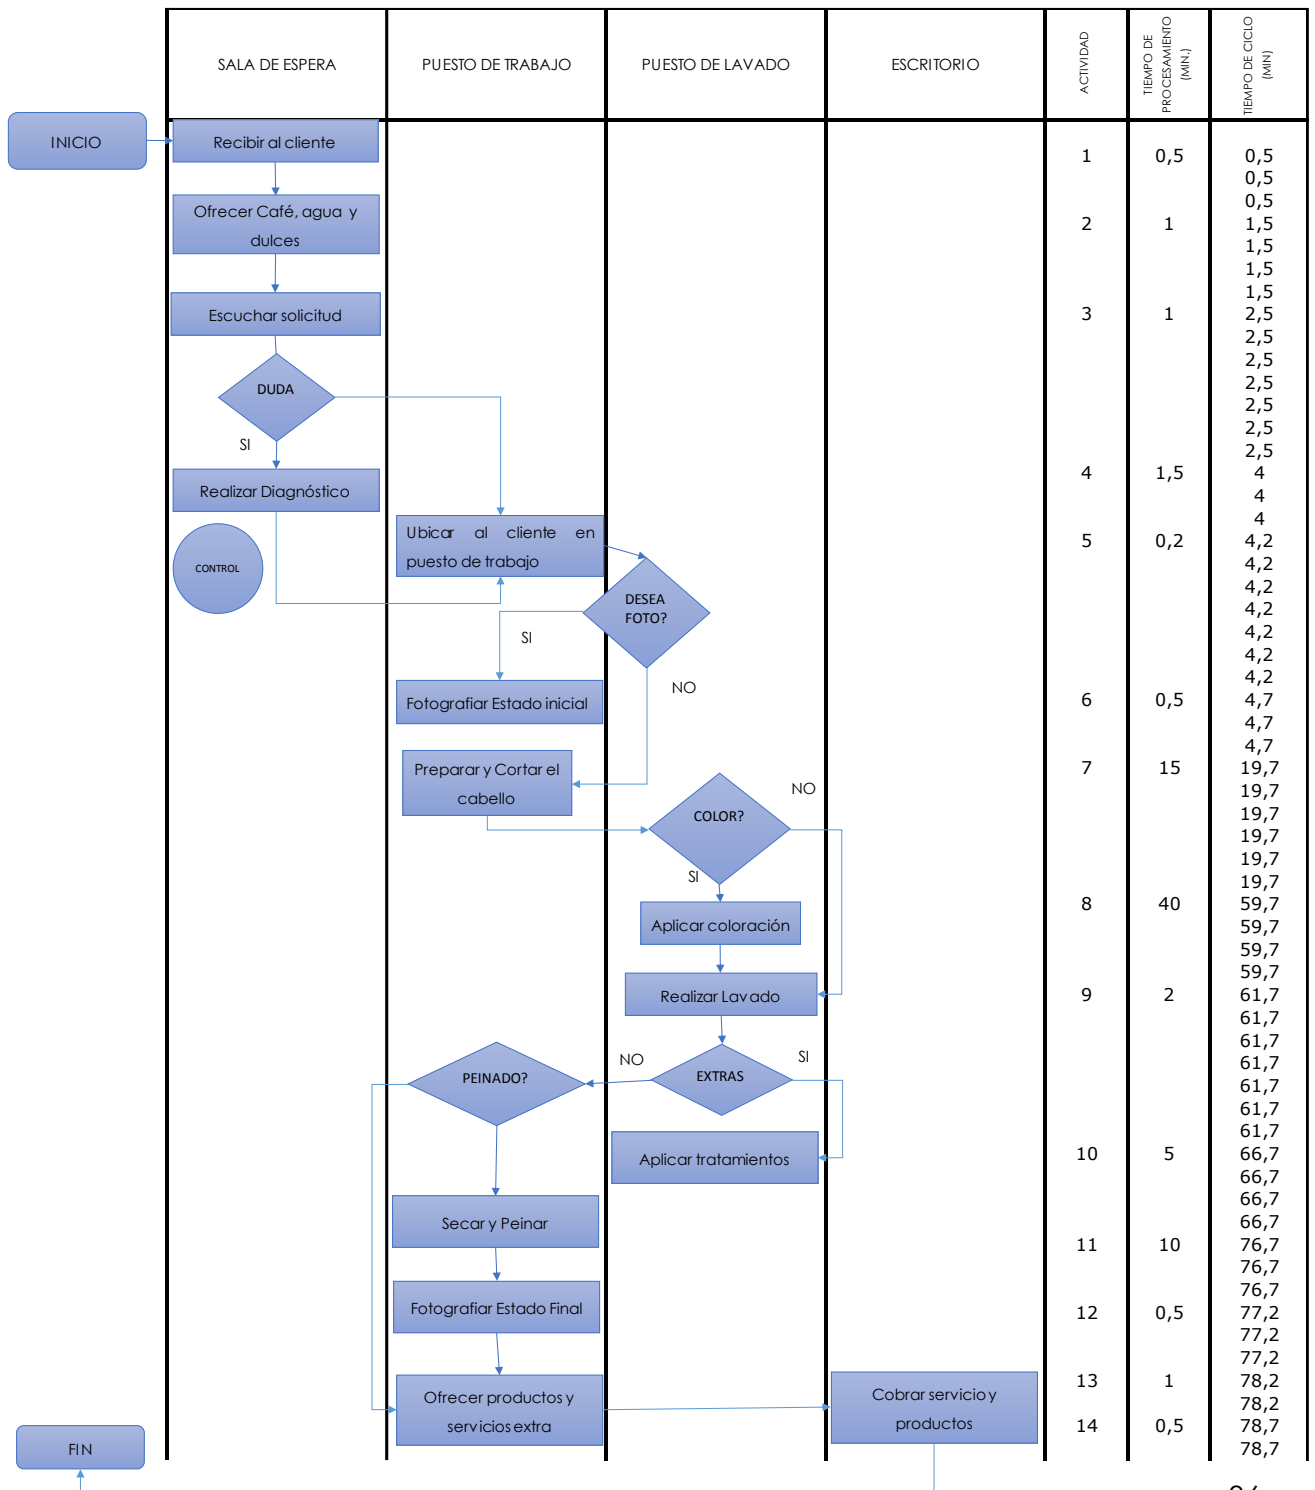 SALA DE ESPERA
PUESTO DE TRABAJO
PUESTO DE LAVADO
ESCRITORIO
ACTIVIDAD
TIEMPO DE
PROCESAMIENTO
(MIN.)
TIEMPO DE CICLO
(MIN)
INICIO
Recibir al cliente
1 0,5 0,5
0,5
0,5
Ofrecer Café, agua y
dulces
2 1 1,5
1,5
1,5
1,5
Escuchar solicitud
3 1 2,5
2,5
2,5
DUDA
2,5
2,5
2,5
SI
2,5
Realizar Diagnóstico
4 1,5 4
4
4
Ubicar al cliente en
puesto de trabajo
5 0,2 4,2
4,2
CONTROL
4,2
DESEA
FOTO?
4,2
4,2
SI
4,2
NO
4,2
Fotografiar Estado inicial
6 0,5 4,7
4,7
4,7
Preparar y Cortar el
cabello
7 15 19,7
NO
19,7
COLOR?
19,7
19,7
19,7
SI
19,7
8 40 59,7
Aplicar coloración
59,7
59,7
59,7
Realizar Lavado
9 2 61,7
61,7
61,7
NO
SI
61,7
PEINADO?
EXTRAS
61,7
61,7
61,7
Aplicar tratamientos
10 5 66,7
66,7
66,7
Secar y Peinar
66,7
11 10 76,7
76,7
76,7
Fotografiar Estado Final
12 0,5 77,2
77,2
77,2
Ofrecer productos y
servicios extra
Cobrar servicio y
productos
13 1 78,2
78,2
14 0,5 78,7
FIN
78,7